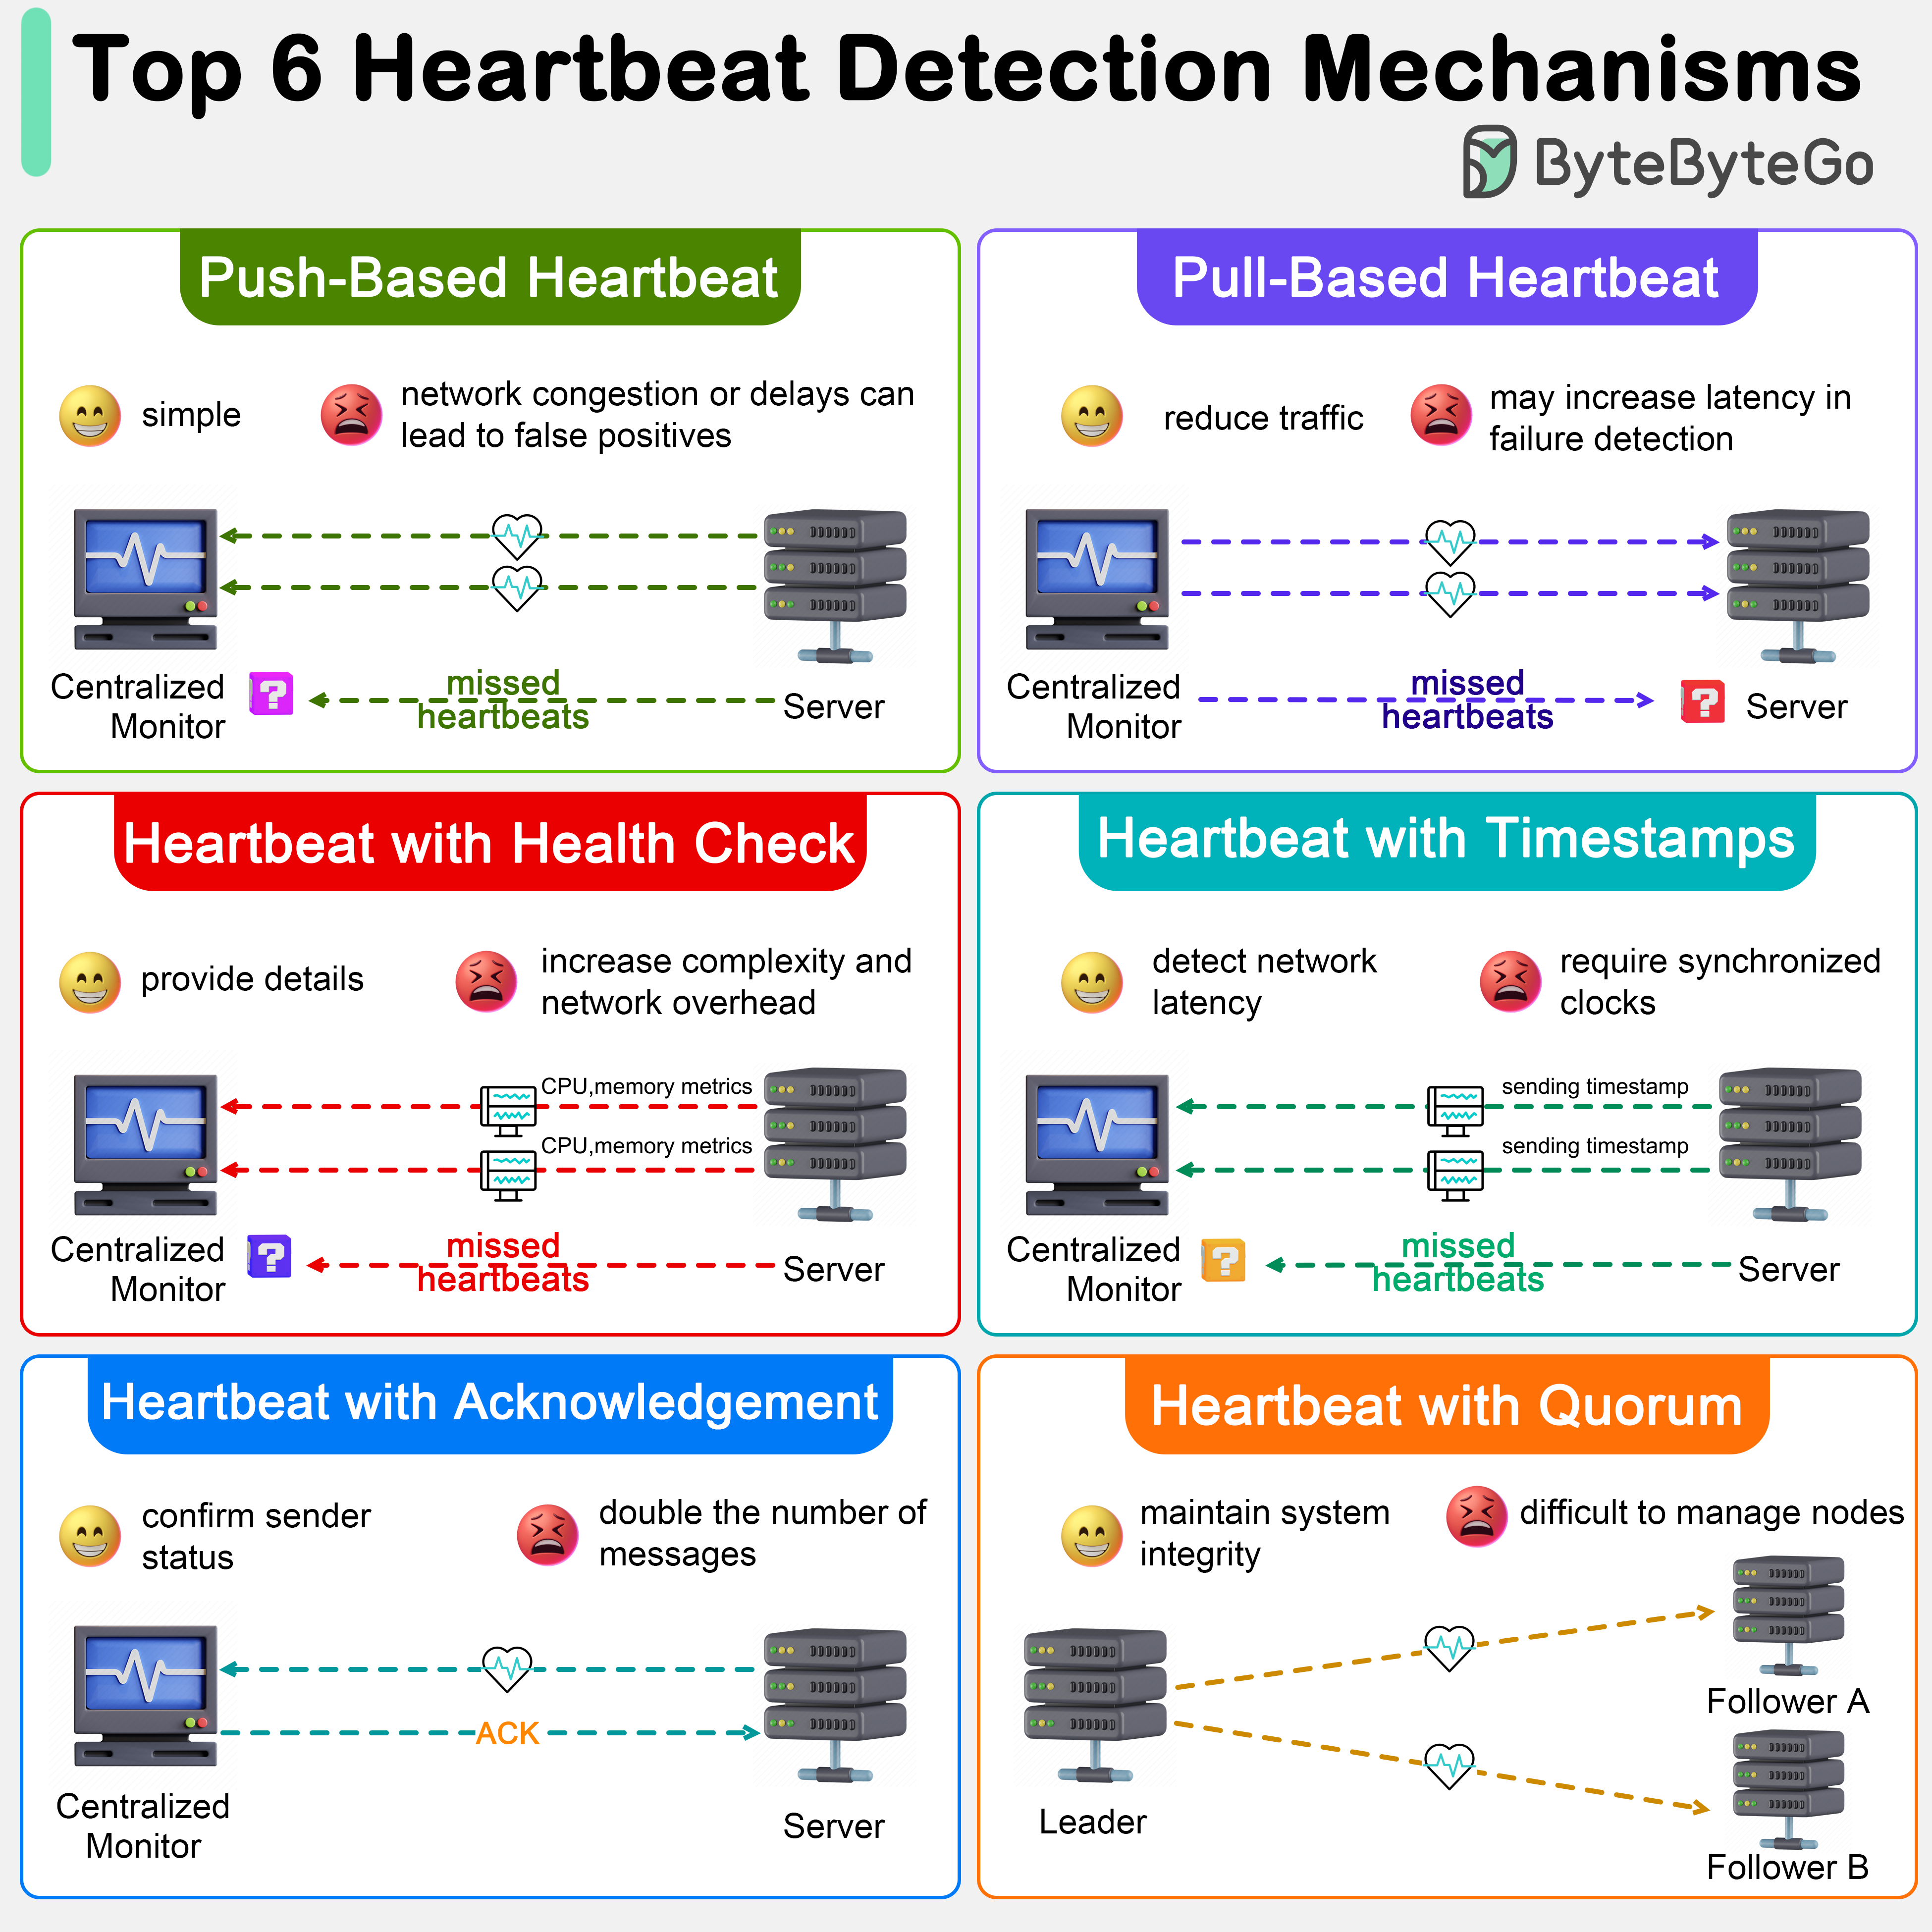 Top 6 Heartbeat Detection Mechanisms
ByteByteGo
Push-Based Heartbeat
simple
network congestion or delays can
lead to false positives
Centralized
Monitor
?
missed
heartbeats
Server
Pull-Based Heartbeat
reduce traffic
may increase latency in
failure detection
Centralized
Monitor
missed
heartbeats
?
Server
Heartbeat with Health Check
provide details
increase complexity and
network overhead
CPU,memory metrics
CPU,memory metrics
Centralized
Monitor
?
missed
heartbeats
Server
Heartbeat with Timestamps
detect network
latency
require synchronized
clocks
sending timestamp
sending timestamp
Centralized
Monitor
?
missed
heartbeats
Server
Heartbeat with Acknowledgement
confirm sender
status
double the number of
messages
ACK
Centralized
Monitor
Server
Heartbeat with Quorum
maintain system
integrity
difficult to manage nodes
Follower A
Leader
Follower B